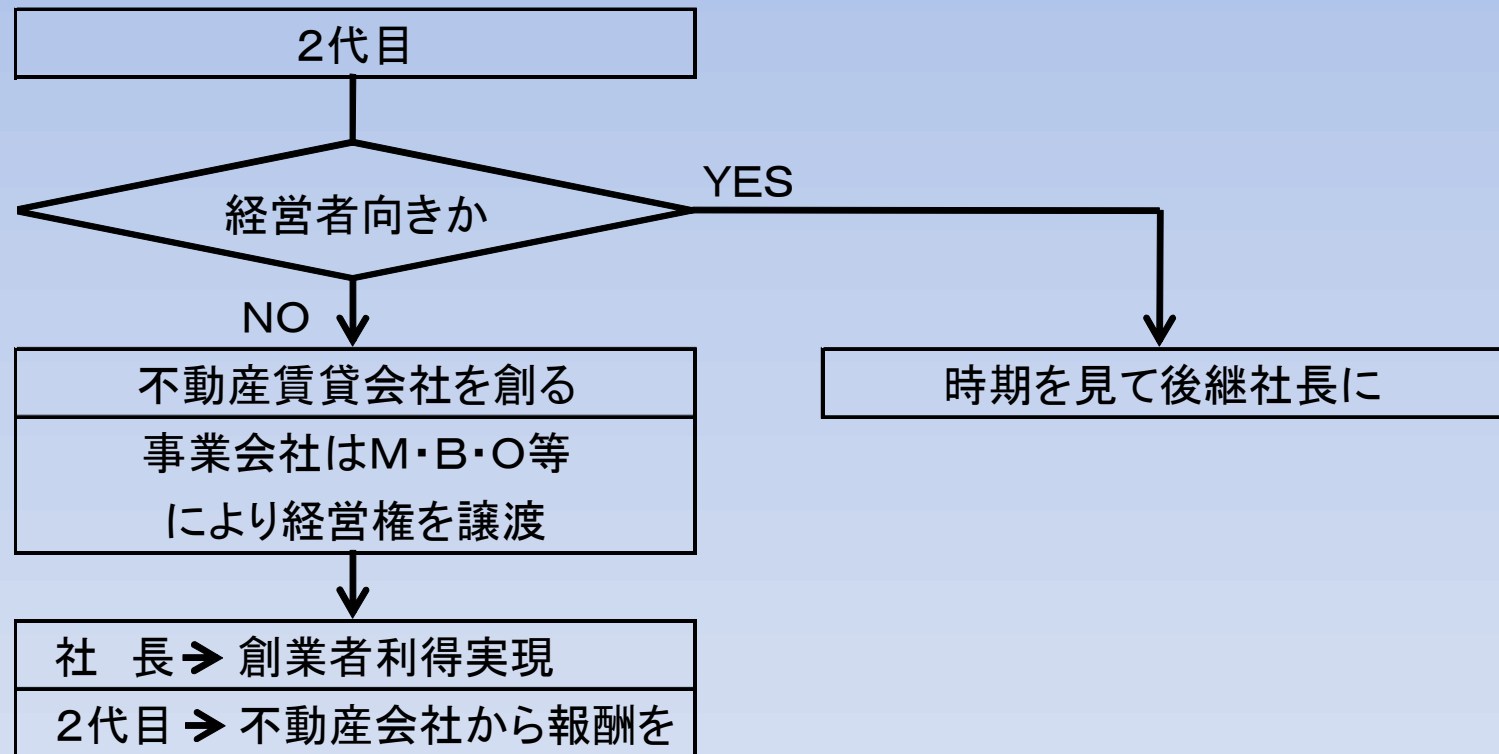 ２代目
経営者向きか
YES
NO
不動産賃貸会社を創る
時期を見て後継社長に
事業会社はM・B・O等
により経営権を譲渡
社　長➔ 創業者利得実現
２代目➔ 不動産会社から報酬を